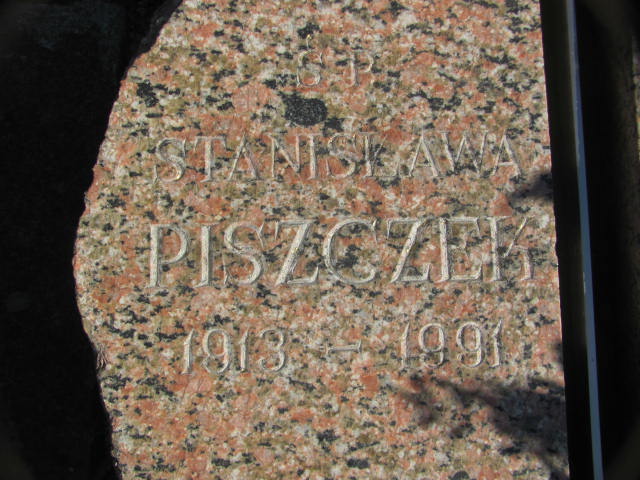 Ś P
STANISŁAWA
PISZCZEK
1913 – 1991